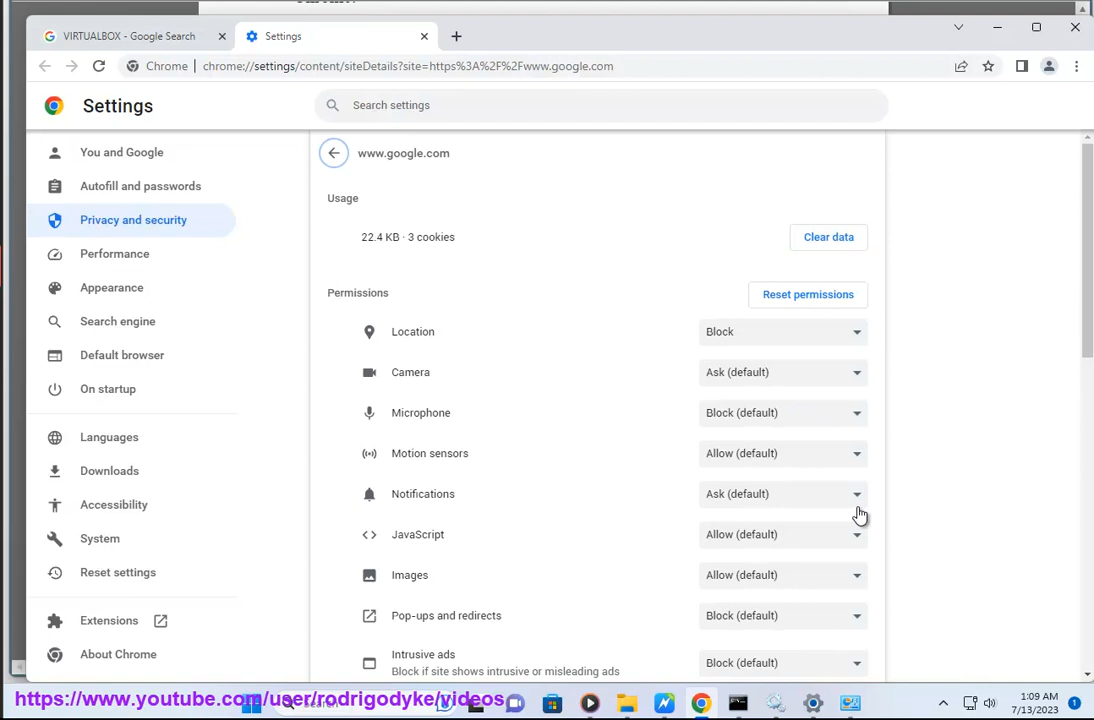 VIRTUALBOX - Google Search
Settings
Chrome
chrome://settings/content/siteDetails?site=https%3A%2F%2Fwww.google.com
Settings
Search settings
You and Google
Autofill and passwords
Privacy and security
Performance
Appearance
Search engine
Default browser
On startup
Languages
Downloads
Accessibility
System
Reset settings
Extensions
About Chrome
www.google.com
Usage
22.4 KB · 3 cookies
Clear data
Permissions
Reset permissions
Location
Block
Camera
Ask (default)
Microphone
Block (default)
Motion sensors
Allow (default)
Notifications
Ask (default)
JavaScript
Allow (default)
Images
Allow (default)
Pop-ups and redirects
Block (default)
Intrusive ads
Block if site shows intrusive or misleading ads
Block (default)
https://www.youtube.com/user/rodrigodyke/videos
1:09 AM
7/13/2023
1